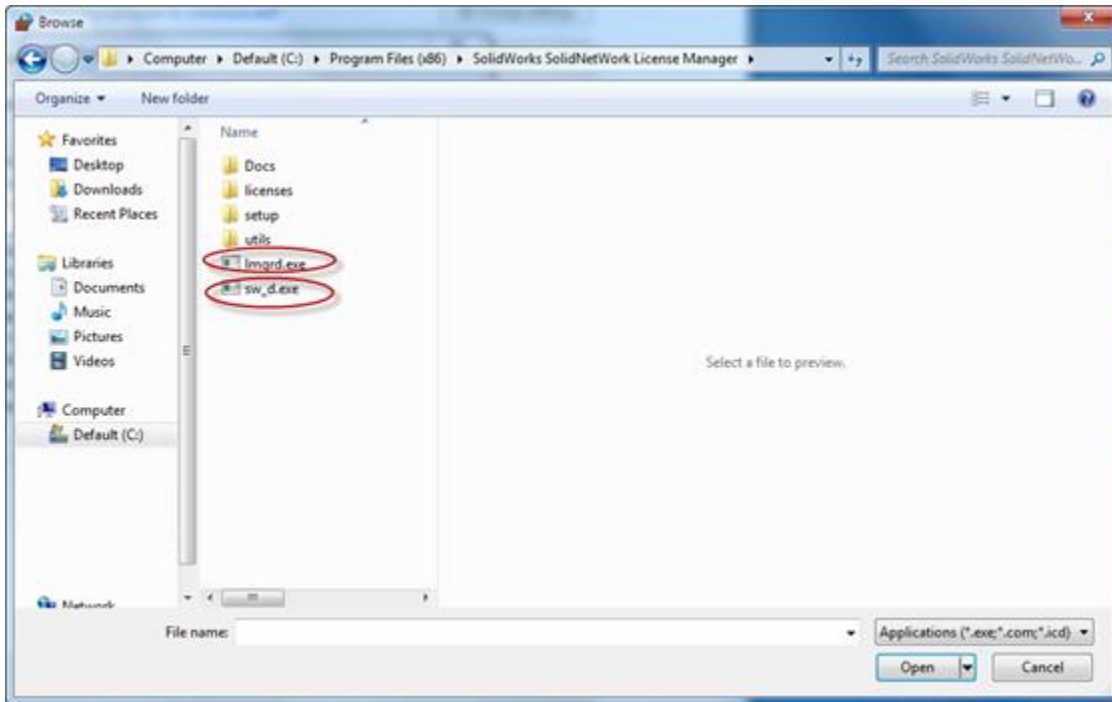 Browse
Computer ▸ Default (C:) ▸ Program Files (x86) ▸ SolidWorks SolidNetWork License Manager ▸
Search SolidWorks SolidNetWo...
Organize New folder
Name
Favorites
Desktop
Downloads
Recent Places
Libraries
Documents
Music
Pictures
Videos
Computer
Default (C:)
Network
Docs
licenses
setup
utils
lmgrd.exe
sw_d.exe
Select a file to preview.
File name:
Applications (*.exe;*.com;*.icd)
Open Cancel